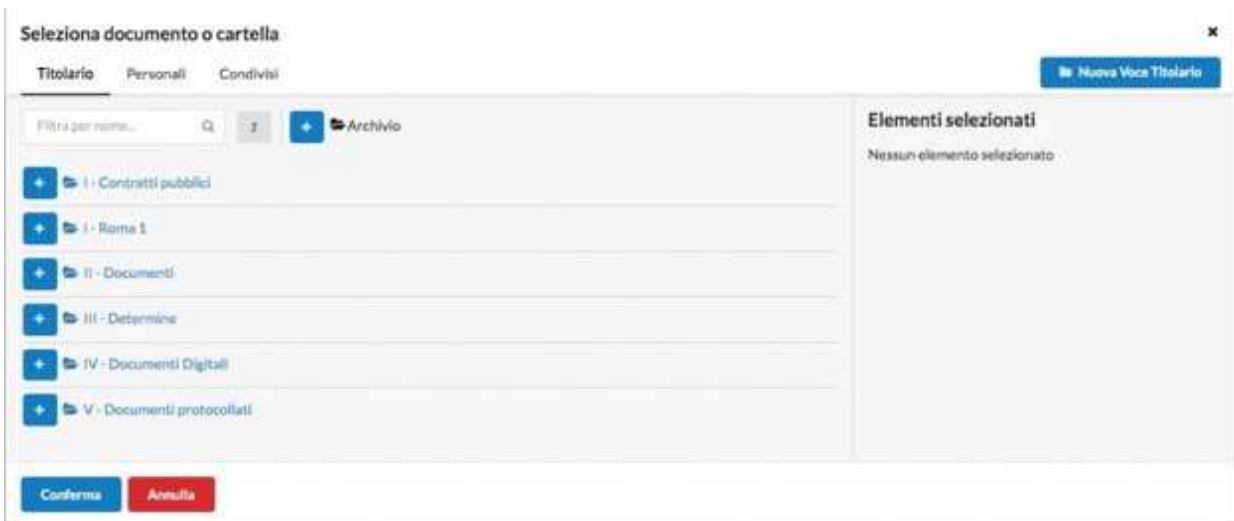 Seleziona documento o cartella
Titolario Personali Condivisi
Nuova Voce Titolario
Filtra per nome...
Archivio
Elementi selezionati
Nessun elemento selezionato
I - Contratti pubblici
I - Roma 1
II - Documenti
III - Determine
IV - Documenti Digitali
V - Documenti protocollati
Conferma Annulla